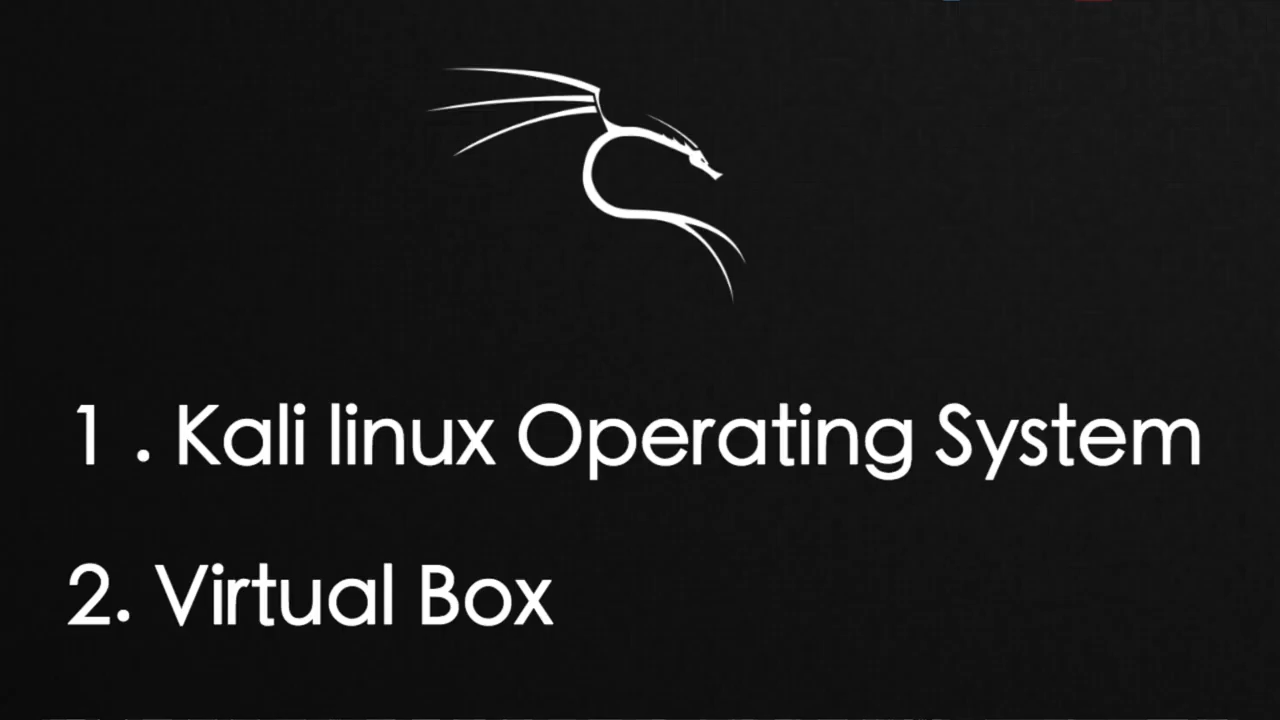 1 . Kali linux Operating System
2. Virtual Box